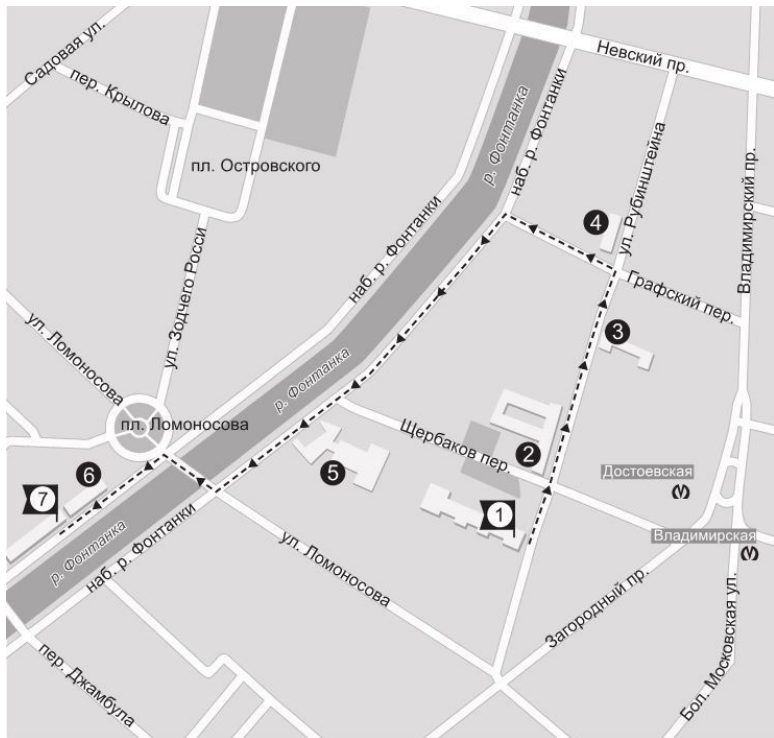 Невский пр.
Садовая ул.
пер. Крылова
р. Фонтанка
наб. р. Фонтанки
пл. Островского
ул. Рубинштейна
Владимирский пр.
4
наб. р. Фонтанки
ул. Зодчего Росси
Графский пер.
ул. Ломоносова
3
р. Фонтанка
пл. Ломоносова
Щербаков пер.
2
5
6
Достоевская
7
1
Владимирская
р. Фонтанка
наб. р. Фонтанки
ул. Ломоносова
Загородный пр.
Бол. Московская ул.
пер. Джамбула